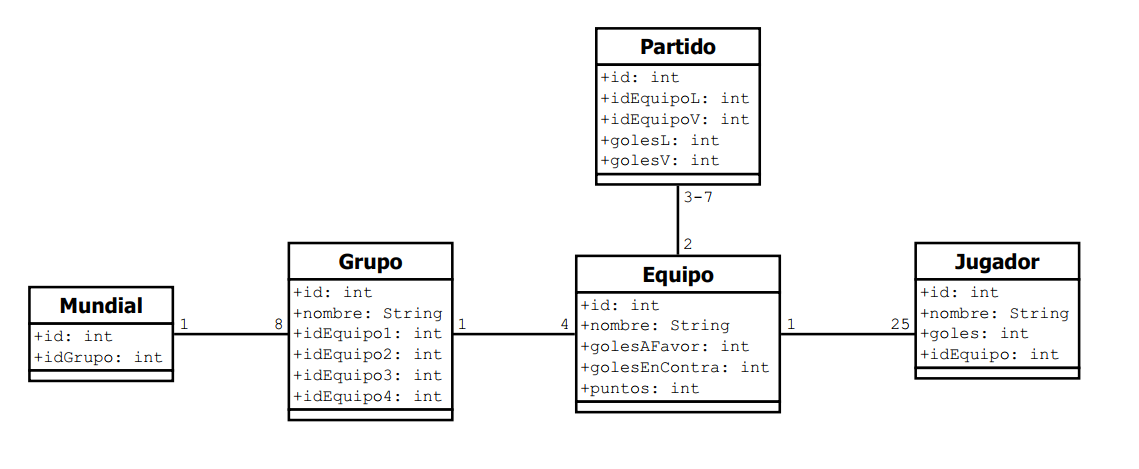 Partido
+id: int
+idEquipoL: int
+idEquipoV: int
+golesL: int
+golesV: int
3-7
2
Mundial
+id: int
+idGrupo: int
1
8
Grupo
+id: int
+nombre: String
+idEquipo1: int
+idEquipo2: int
+idEquipo3: int
+idEquipo4: int
1
4
Equipo
+id: int
+nombre: String
+golesAFavor: int
+golesEnContra: int
+puntos: int
1
25
Jugador
+id: int
+nombre: String
+goles: int
+idEquipo: int